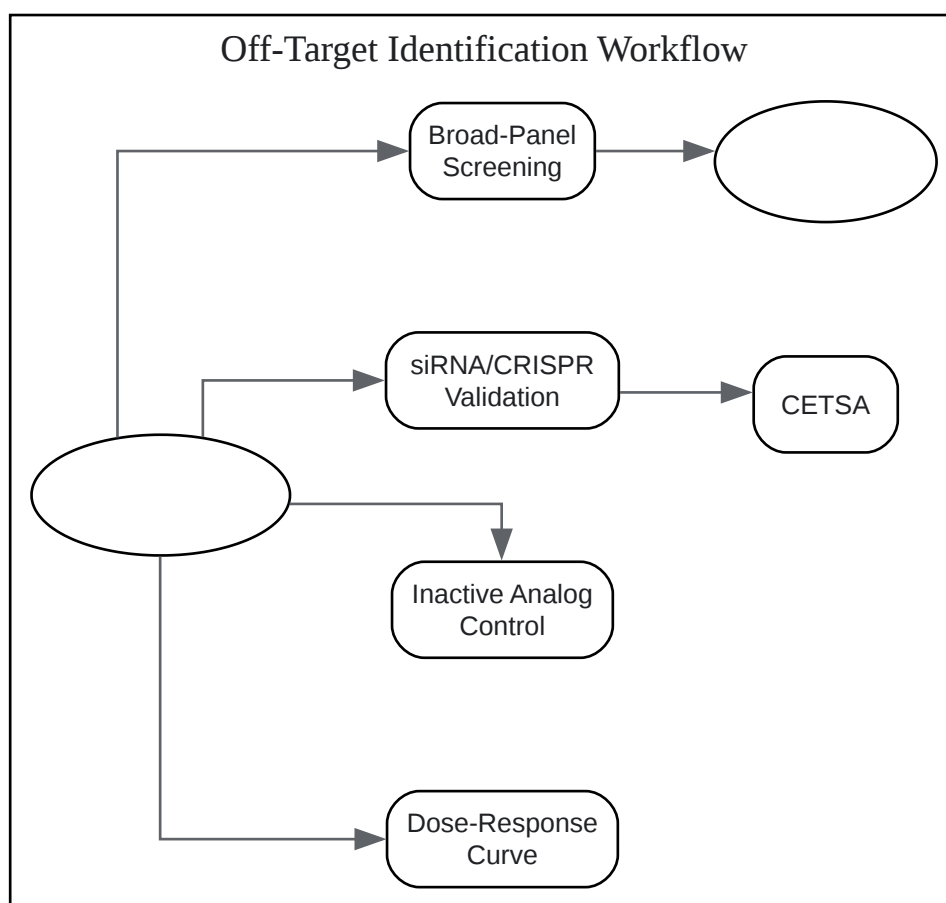 Off-Target Identification Workflow
Broad-Panel
Screening
siRNA/CRISPR
Validation
CETSA
Inactive Analog
Control
Dose-Response
Curve